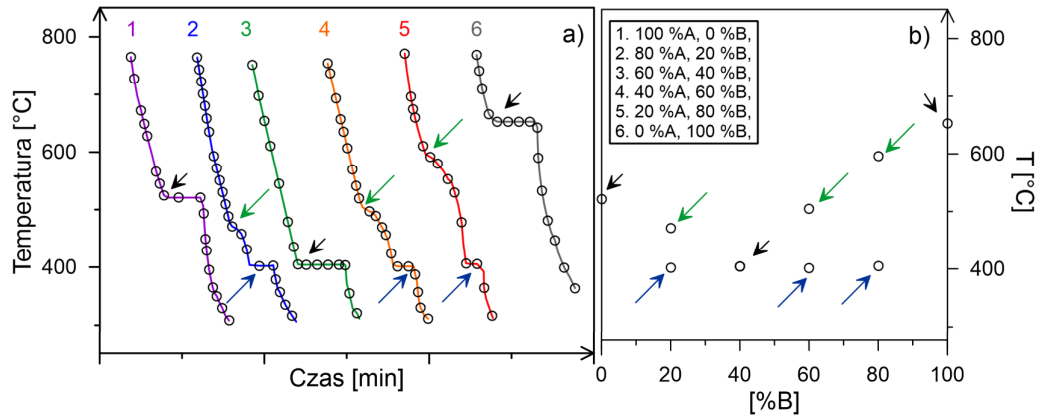 1 2 3 4 5 6 a)
800
600
400
Temperatura [°C]
Czas [min]
1. 100 %A, 0 %B,
2. 80 %A, 20 %B,
3. 60 %A, 40 %B,
4. 40 %A, 60 %B,
5. 20 %A, 80 %B,
6. 0 %A, 100 %B,
b)
800
600
400
T [°C]
0 20 40 60 80 100
[%B]